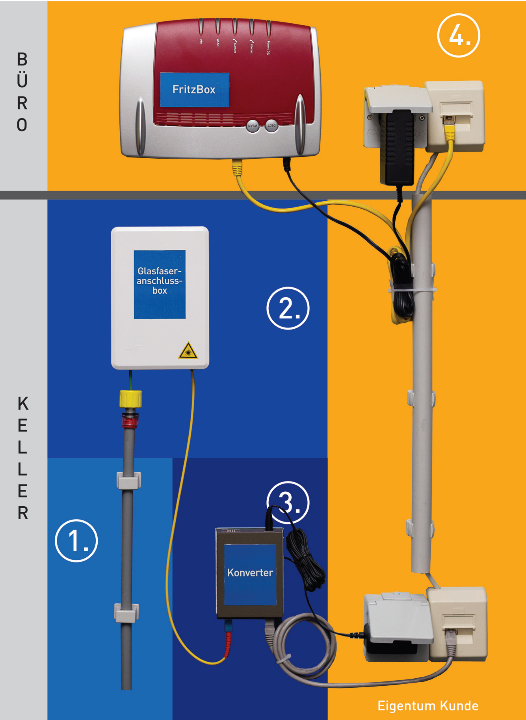 BÜRO
FritzBox
4.
Glasfaser-
anschluss-
box
2.
KELLER
3.
1.
Konverter
Eigentum Kunde